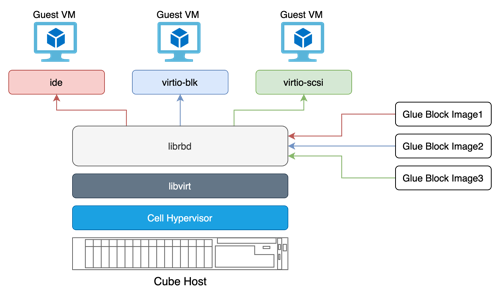 Guest VM
Guest VM
Guest VM
ide
virtio-blk
virtio-scsi
Glue Block Image1
librbd
Glue Block Image2
Glue Block Image3
libvirt
Cell Hypervisor
Cube Host